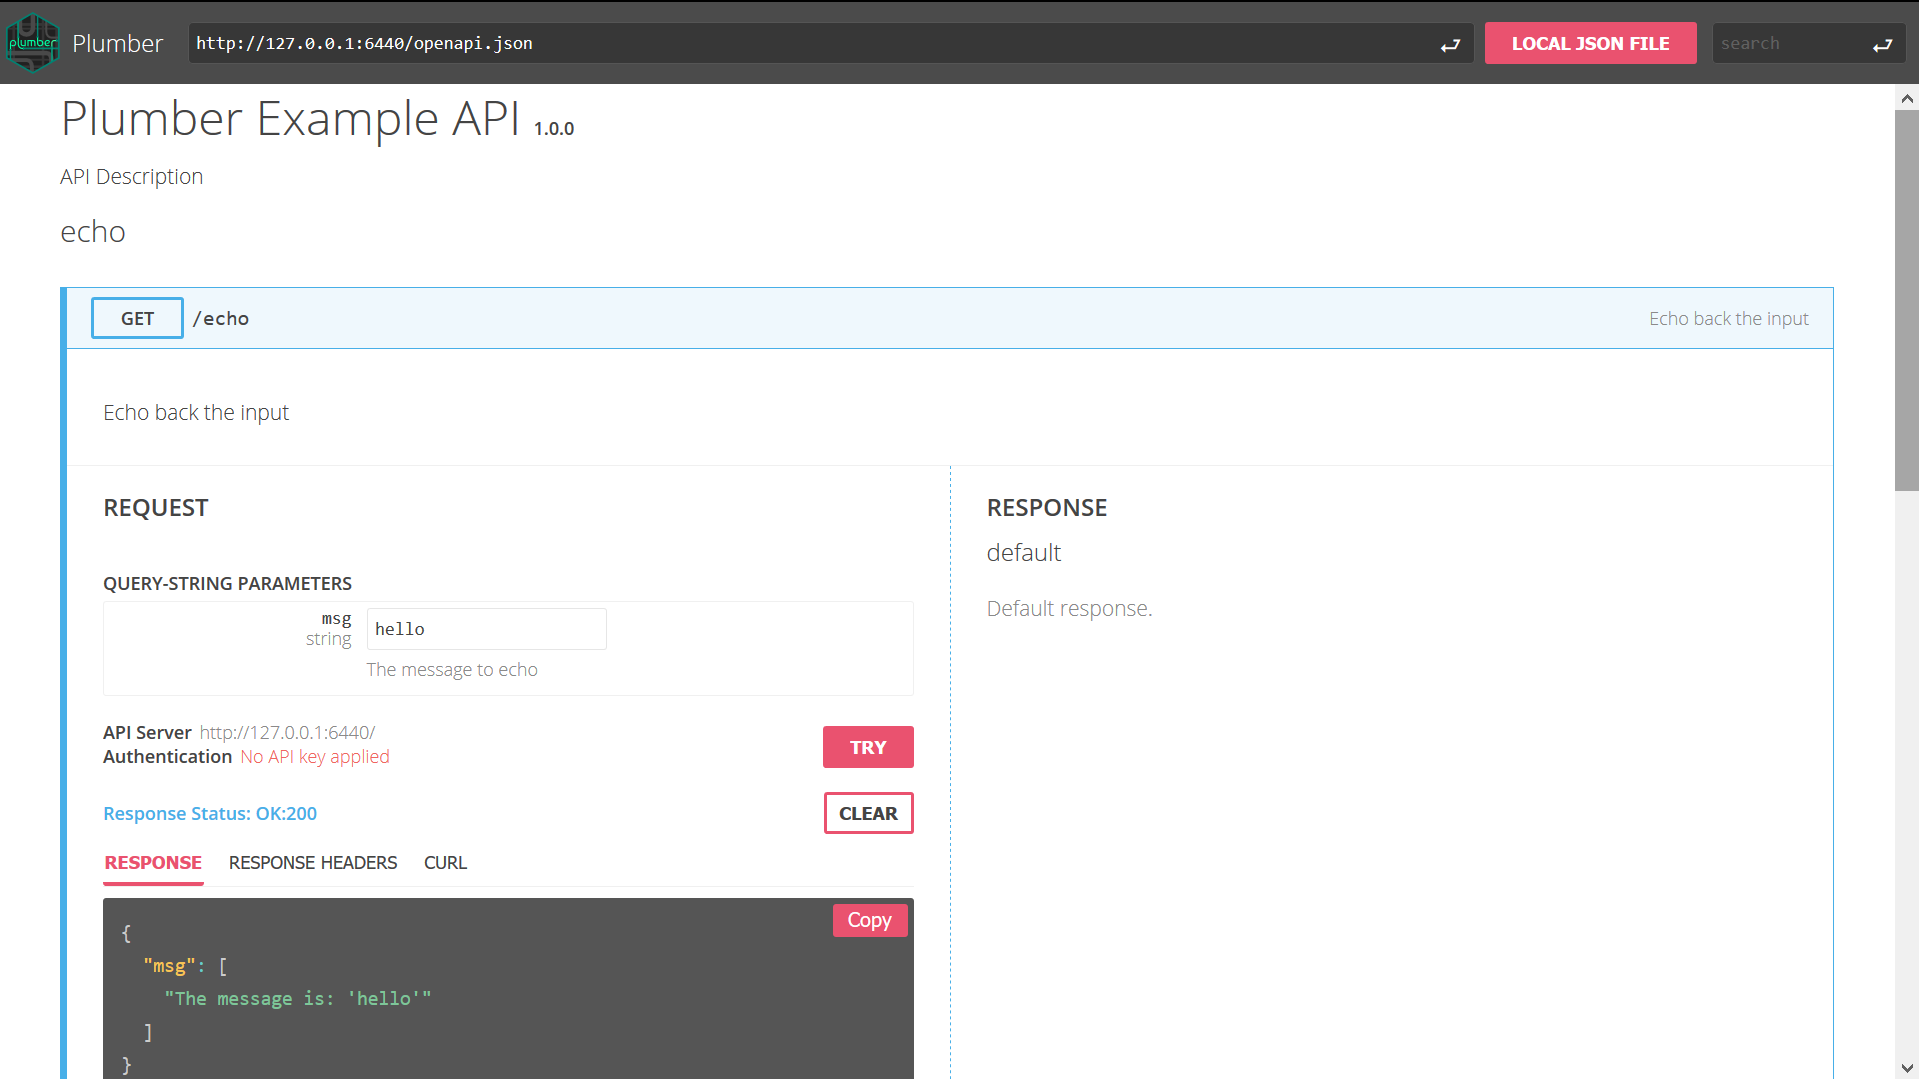 plumber Plumber http://127.0.0.1:6440/openapi.json LOCAL JSON FILE search
Plumber Example API 1.0.0
API Description
echo
GET /echo Echo back the input
Echo back the input
REQUEST
QUERY-STRING PARAMETERS
msg
string
hello
The message to echo
API Server http://127.0.0.1:6440/
Authentication No API key applied
TRY
Response Status: OK:200
CLEAR
RESPONSE RESPONSE HEADERS CURL
Copy
{
"msg": [
"The message is: 'hello'"
]
}
RESPONSE
default
Default response.